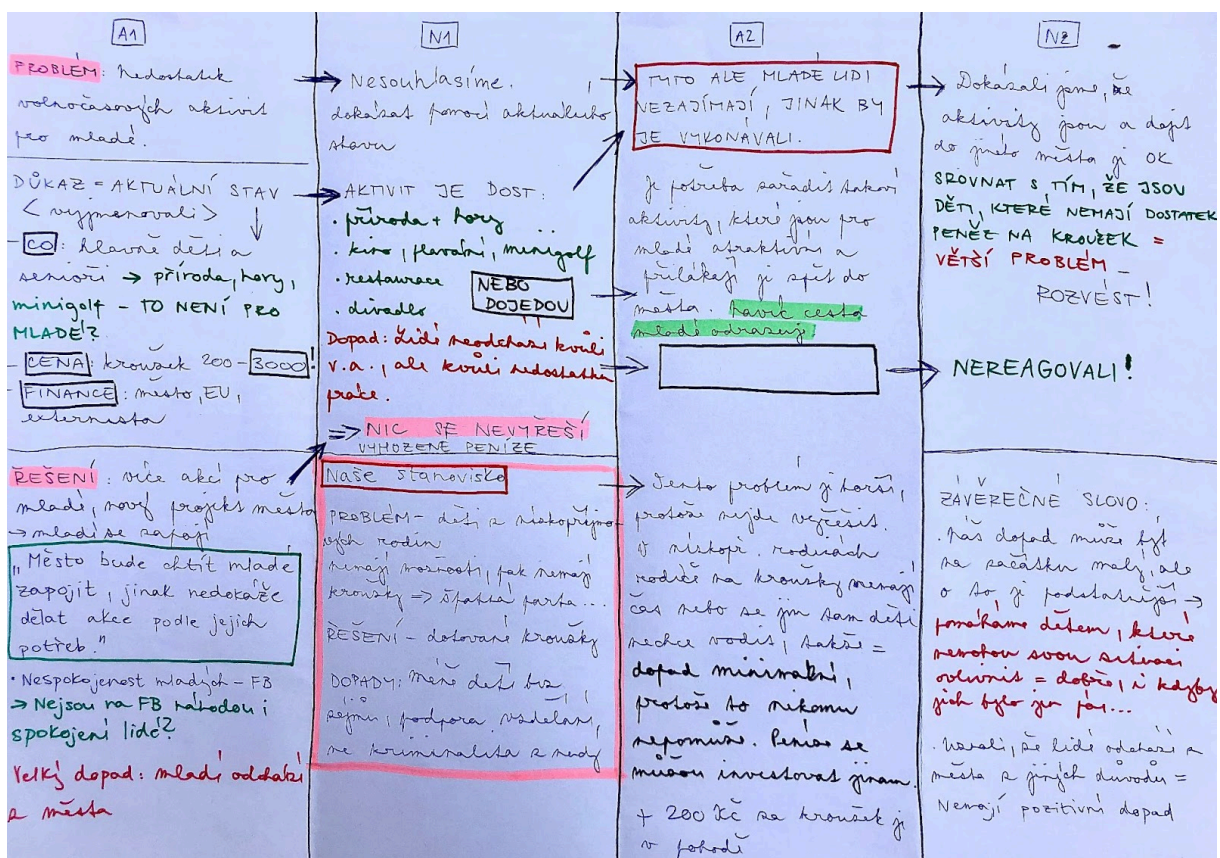 A1
PROBLÉM: Nedostatek
volnočasových aktivit
pro mladé.
DŮKAZ = AKTUÁLNÍ STAV
< vyjmenovali >
- CO: hlavně děti a
senioři → příroda, hory,
minigolf - TO NENÍ PRO
MLADÉ?
- CENA: kroužek 200 - 3000!
- FINANCE: město, EU,
externista
ŘEŠENÍ: více akcí pro
mladé, nový projekt města
→ mladí se zapojí
„Město bude chtít mladé
zapojit, jinak nedokáže
dělat akce podle jejich
potřeb."
• Nespokojenost mladých - FB
→ Nejsou na FB náhodou i
spokojení lidé?
Velký dopad: mladí odchází
z města
N1
Nesouhlasíme.
dokázat pomocí aktuálního
stavu
AKTIVIT JE DOST:
• příroda + hory
• kino, plavání, minigolf
• restaurace
• divadlo
NEBO
DOJEDOU
Dopad: Lidé neodchází kvůli
v.a., ale kvůli nedostatku
práce.
⇒ NIC SE NEVYŘEŠÍ
VYHOZENÉ PENÍZE
Naše stanovisko
PROBLÉM - děti z nízkopříjmo-
vých rodin
nemají možnosti, pak nemají
kroužky ⇒ špatná parta...
ŘEŠENÍ - dotované kroužky
DOPADY: méně dětí bez
zájmu, podpora vzdělání,
ne kriminalita z nudy
A2
TYTO ALE MLADÉ LIDI
NEZAJÍMAJÍ, JINAK BY
JE VYKONÁVALI.
Je potřeba zařadit takové
aktivity, které jsou pro
mladé atraktivní a
přilákají je zpět do
města. Navíc cesta
mladé odrazuje
Tento problém je horší,
protože nejde vyřešit.
V nízkopř. rodinách
rodiče na kroužky nemají
čas nebo se jim tam děti
nechce vodit, takže =
dopad minimální,
protože to nikomu
nepomůže. Peníze se
můžou investovat jinam.
+ 200 Kč za kroužek je
v pohodě
N2
Dokázali jsme, že
aktivity jsou a dojít
do jiného města je OK
SROVNAT S TÍM, ŽE JSOU
DĚTI, KTERÉ NEMAJÍ DOSTATEK
PENĚZ NA KROUŽEK =
VĚTŠÍ PROBLÉM -
ROZVÉST!
NEREAGOVALI!
ZÁVĚREČNÉ SLOVO:
• Náš dopad může být
na začátku malý, ale
o to je podstatnější →
pomáháme dětem, které
nemohou svou situaci
ovlivnit = dobře, i kdyby
jich bylo jen pár...
• Uznali, že lidé odchází z
města z jiných důvodů =
Nemají pozitivní dopad